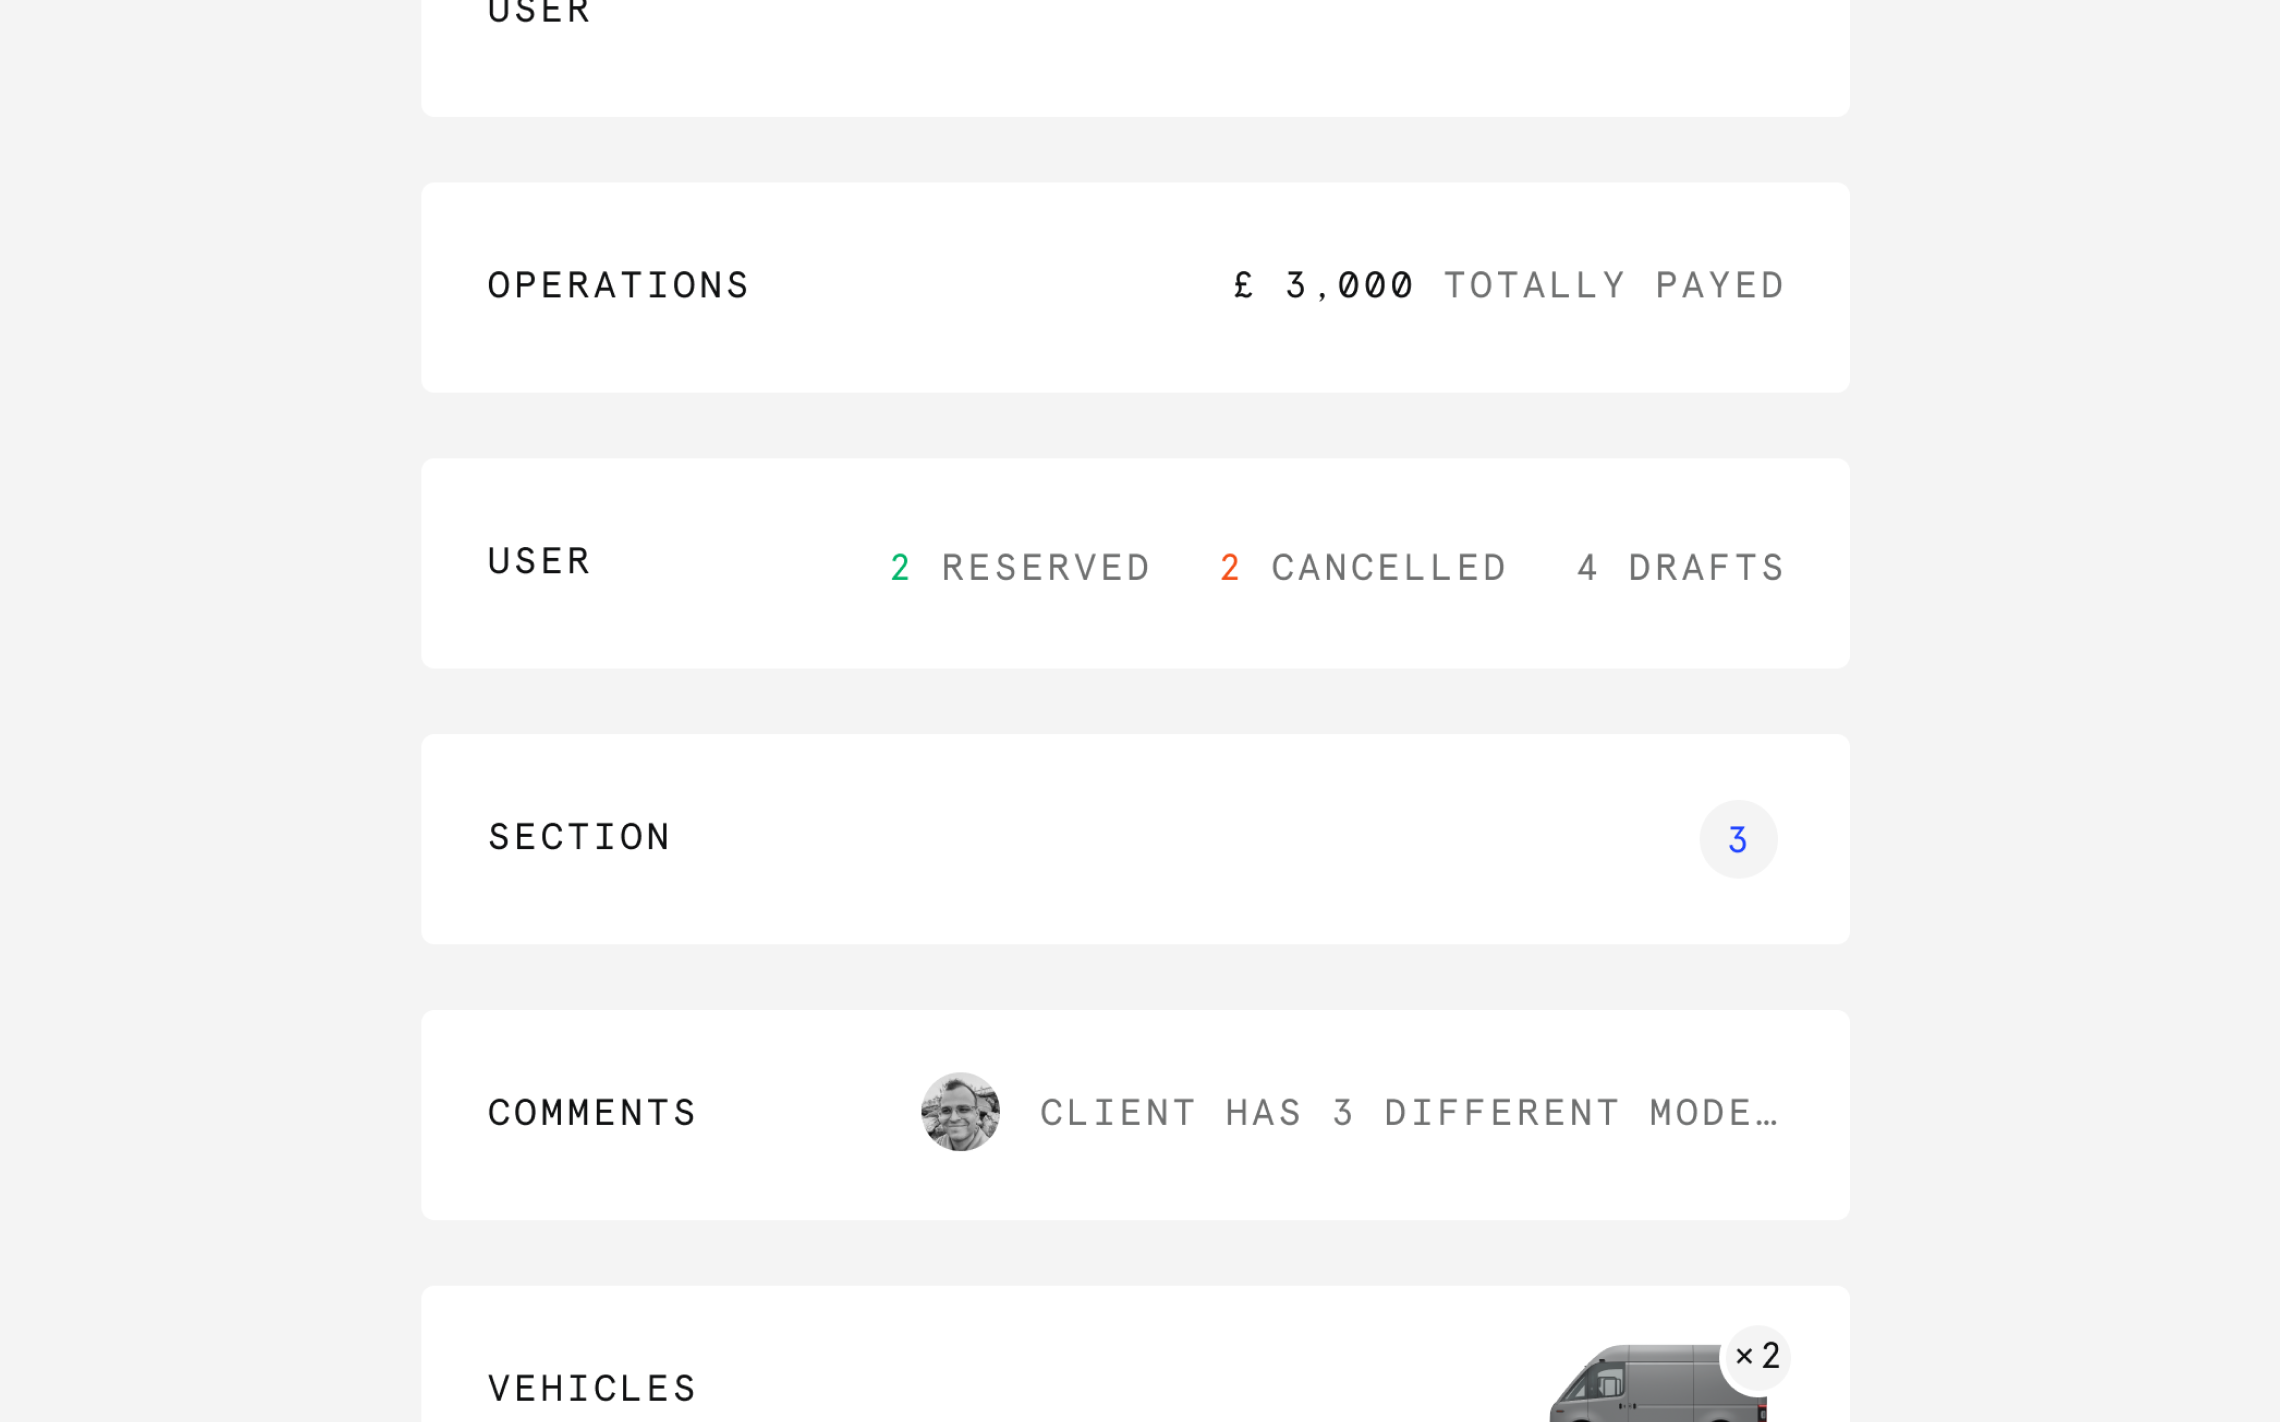 USER
OPERATIONS £ 3,000 TOTALLY PAYED
USER 2 RESERVED 2 CANCELLED 4 DRAFTS
SECTION 3
COMMENTS CLIENT HAS 3 DIFFERENT MODE…
VEHICLES ×2